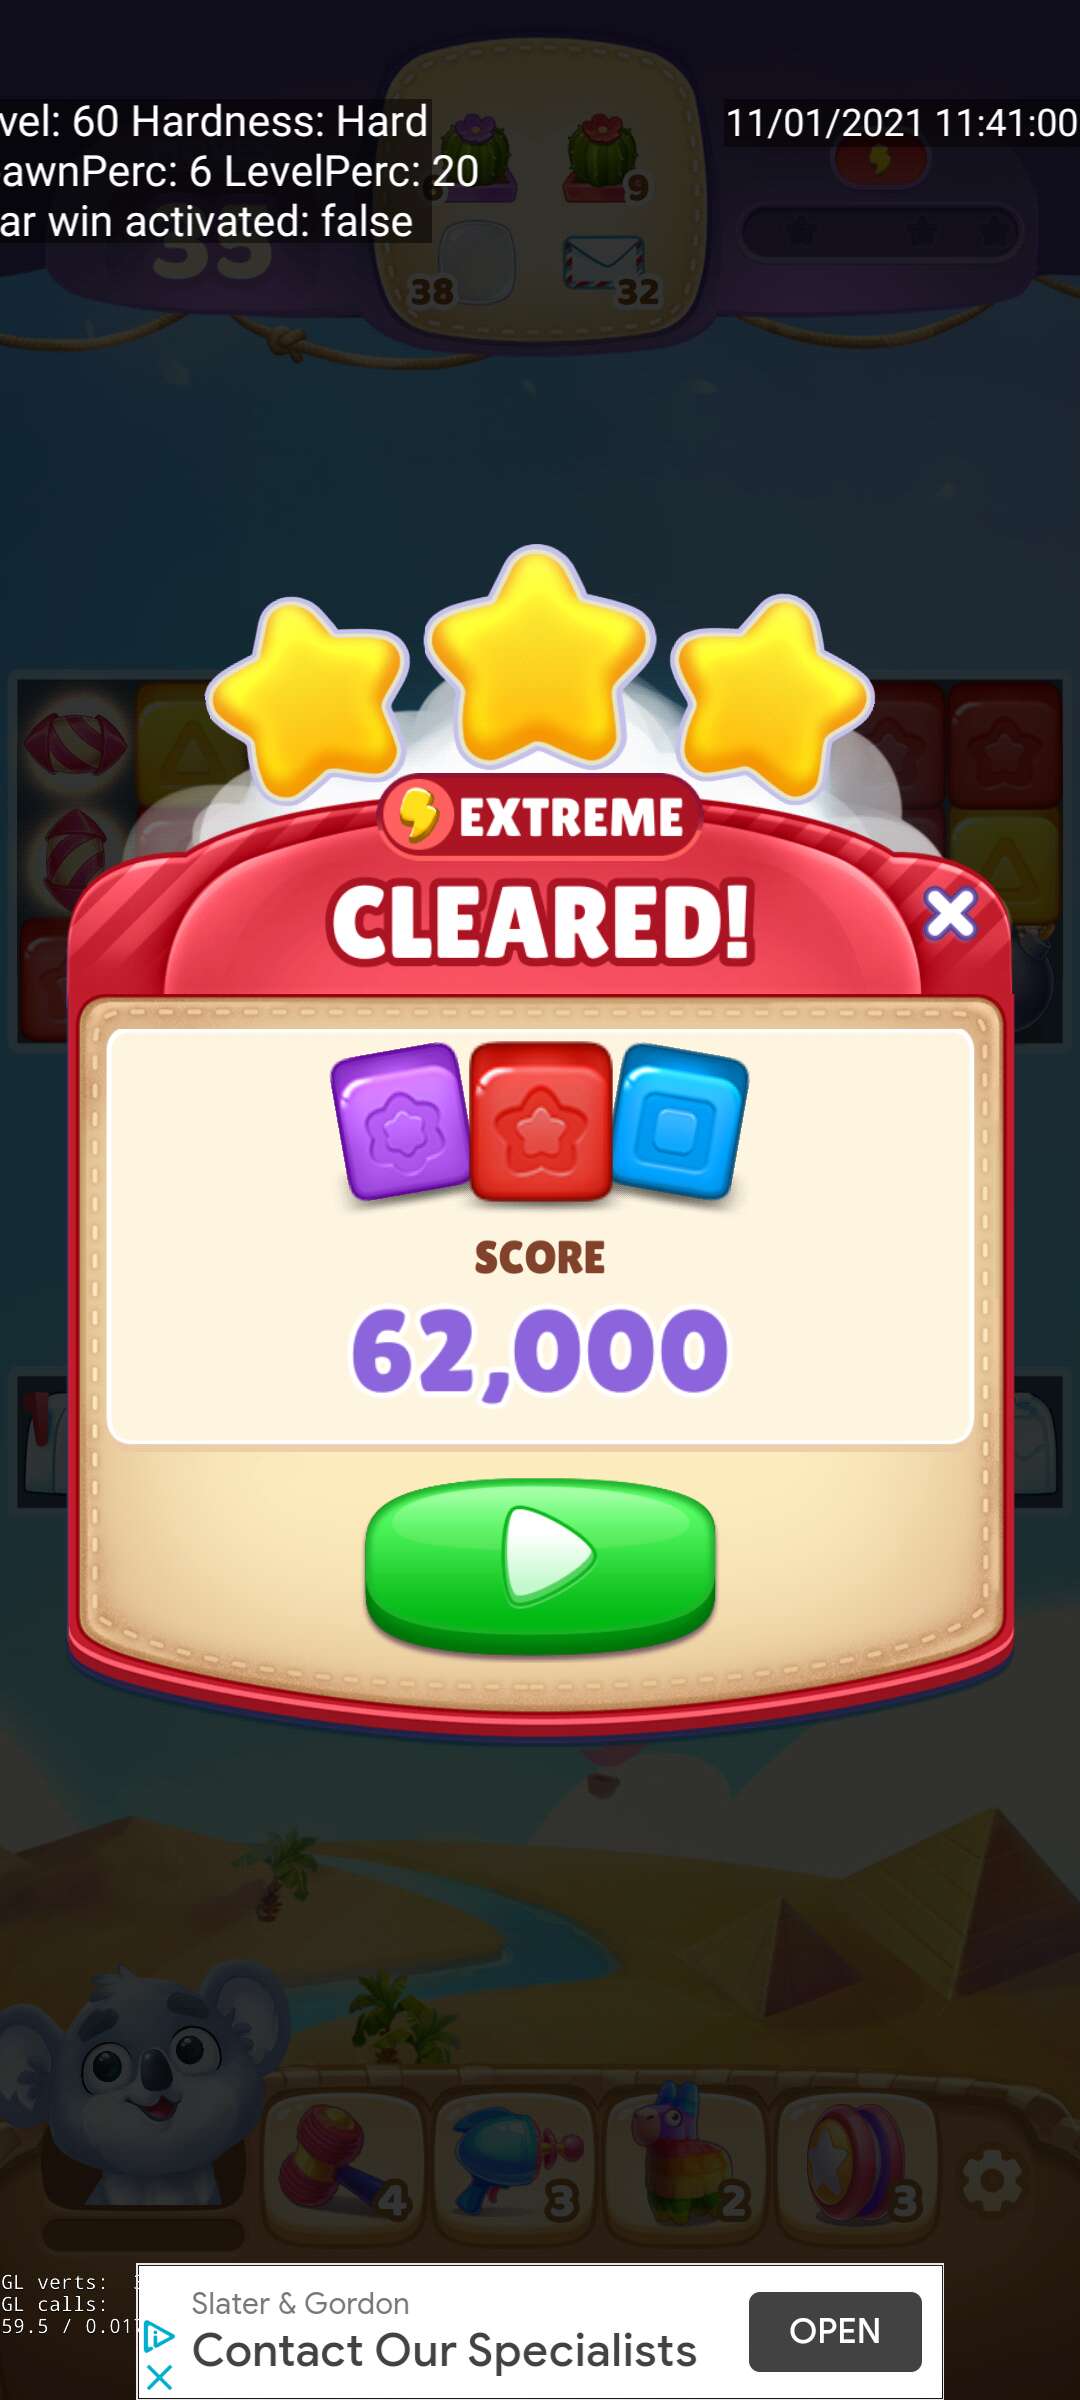 vel: 60 Hardness: Hard
awnPerc: 6 LevelPerc: 20
ar win activated: false
11/01/2021 11:41:00
35
6
9
38
32
EXTREME
CLEARED!
SCORE
62,000
4
3
2
3
GL verts:
GL calls:
59.5 / 0.01
Slater & Gordon
Contact Our Specialists
OPEN